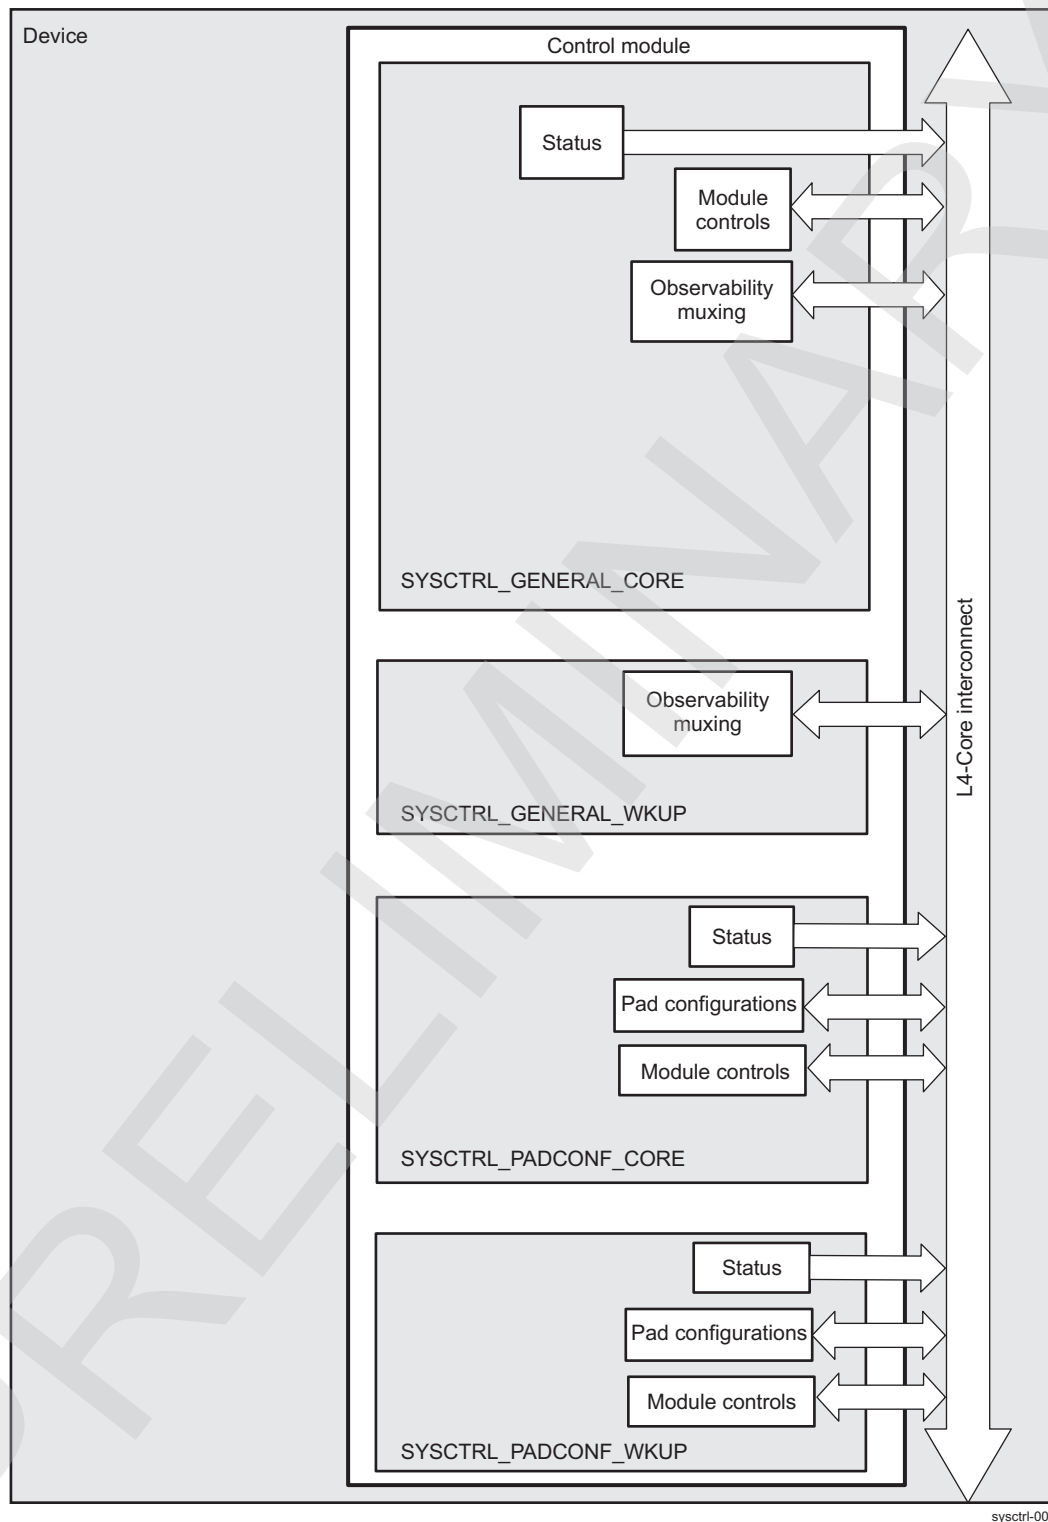 Device
Control module
Status
Module
controls
Observability
muxing
SYSCTRL_GENERAL_CORE
Observability
muxing
SYSCTRL_GENERAL_WKUP
Status
Pad configurations
Module controls
SYSCTRL_PADCONF_CORE
Status
Pad configurations
Module controls
SYSCTRL_PADCONF_WKUP
L4-Core interconnect
PRELIMINARY
sysctrl-00